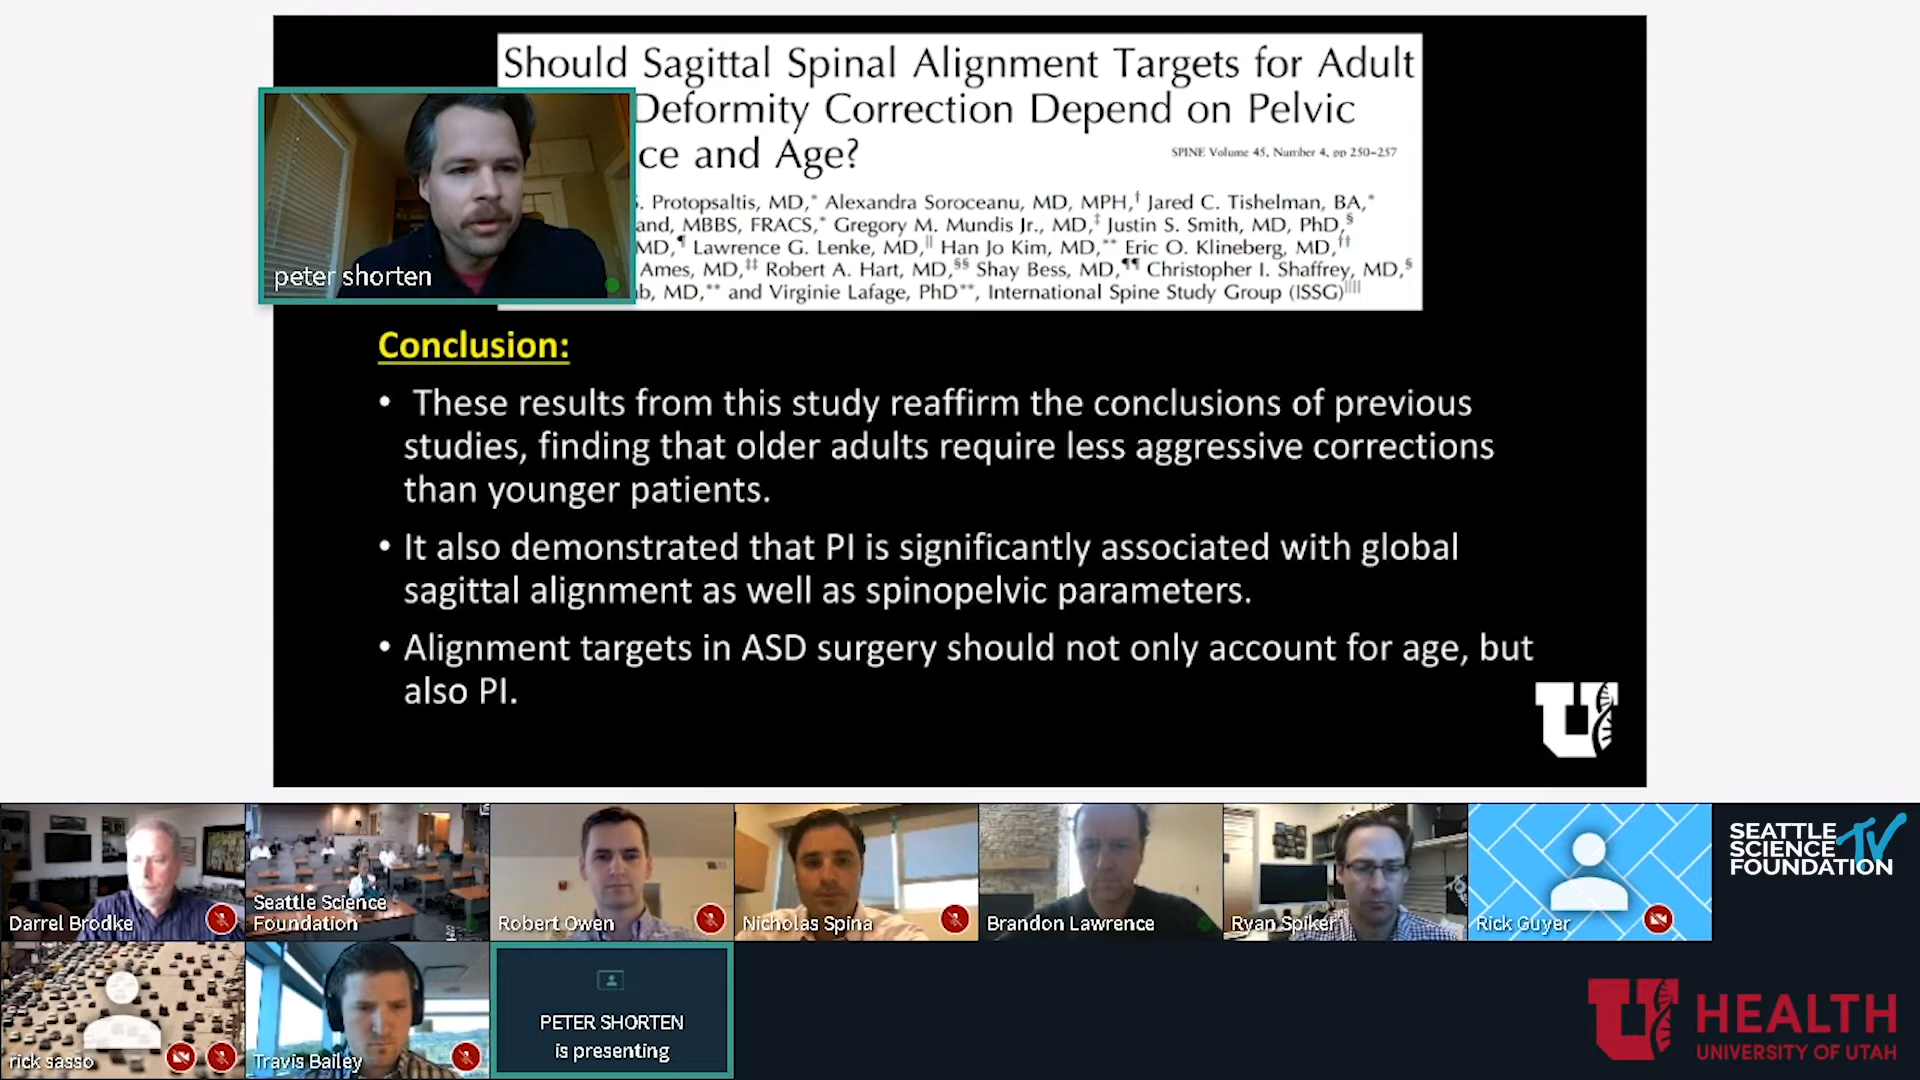 Should Sagittal Spinal Alignment Targets for Adult
Deformity Correction Depend on Pelvic
ce and Age?
SPINE Volume 45, Number 4, pp 250–257
S. Protopsaltis, MD,* Alexandra Soroceanu, MD, MPH,† Jared C. Tishelman, BA,*
and, MBBS, FRACS,* Gregory M. Mundis Jr., MD,‡ Justin S. Smith, MD, PhD,§
MD,¶ Lawrence G. Lenke, MD,|| Han Jo Kim, MD,** Eric O. Klineberg, MD,††
Ames, MD,‡‡ Robert A. Hart, MD,§§ Shay Bess, MD,¶¶ Christopher I. Shaffrey, MD,§
b, MD,** and Virginie Lafage, PhD**, International Spine Study Group (ISSG)||||
peter shorten
Conclusion:
• These results from this study reaffirm the conclusions of previous
studies, finding that older adults require less aggressive corrections
than younger patients.
• It also demonstrated that PI is significantly associated with global
sagittal alignment as well as spinopelvic parameters.
• Alignment targets in ASD surgery should not only account for age, but
also PI.
U
Darrel Brodke
Seattle Science
Foundation
Robert Owen
Nicholas Spina
Brandon Lawrence
Ryan Spiker
Rick Guyer
SEATTLE
SCIENCE TV
FOUNDATION
rick sasso
Travis Bailey
PETER SHORTEN
is presenting
U HEALTH
UNIVERSITY OF UTAH